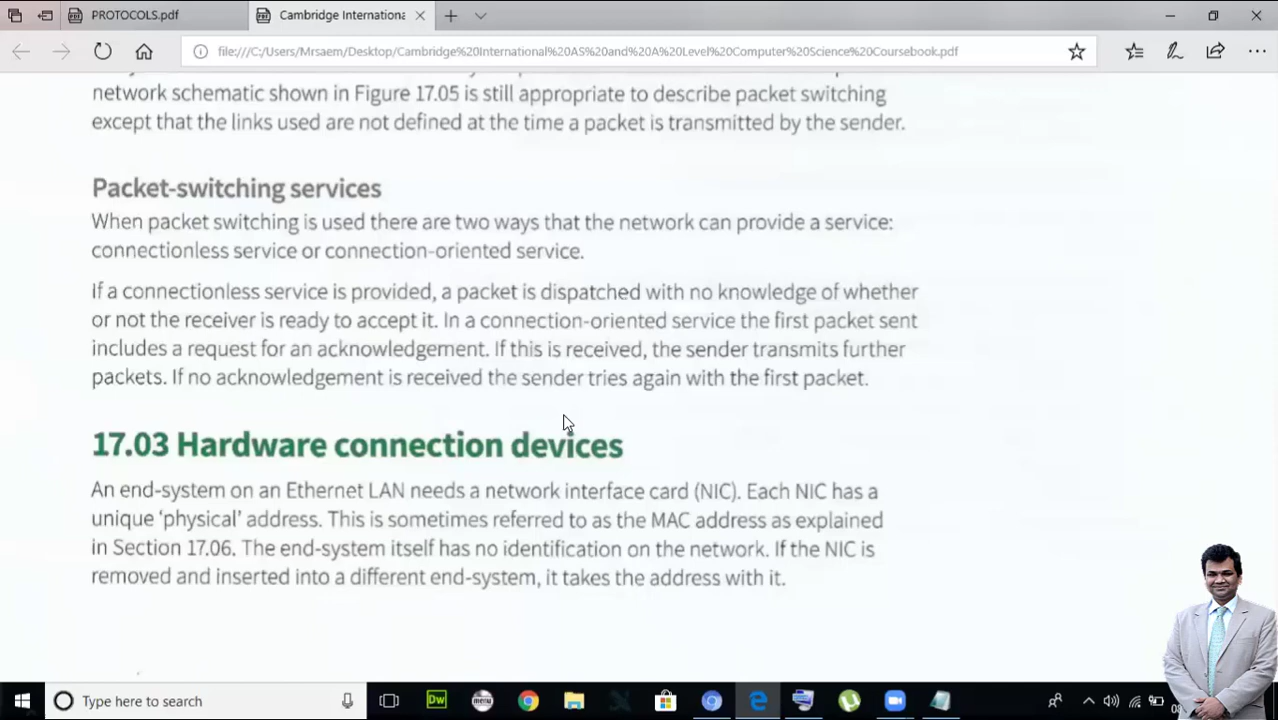 PROTOCOLS.pdf
Cambridge Internationa
file:///C:/Users/Mrsaem/Desktop/Cambridge%20International%20AS%20and%20A%20Level%20Computer%20Science%20Coursebook.pdf
network schematic shown in Figure 17.05 is still appropriate to describe packet switching
except that the links used are not defined at the time a packet is transmitted by the sender.
Packet-switching services
When packet switching is used there are two ways that the network can provide a service:
connectionless service or connection-oriented service.
If a connectionless service is provided, a packet is dispatched with no knowledge of whether
or not the receiver is ready to accept it. In a connection-oriented service the first packet sent
includes a request for an acknowledgement. If this is received, the sender transmits further
packets. If no acknowledgement is received the sender tries again with the first packet.
17.03 Hardware connection devices
An end-system on an Ethernet LAN needs a network interface card (NIC). Each NIC has a
unique ‘physical’ address. This is sometimes referred to as the MAC address as explained
in Section 17.06. The end-system itself has no identification on the network. If the NIC is
removed and inserted into a different end-system, it takes the address with it.
Type here to search
Dw
menu